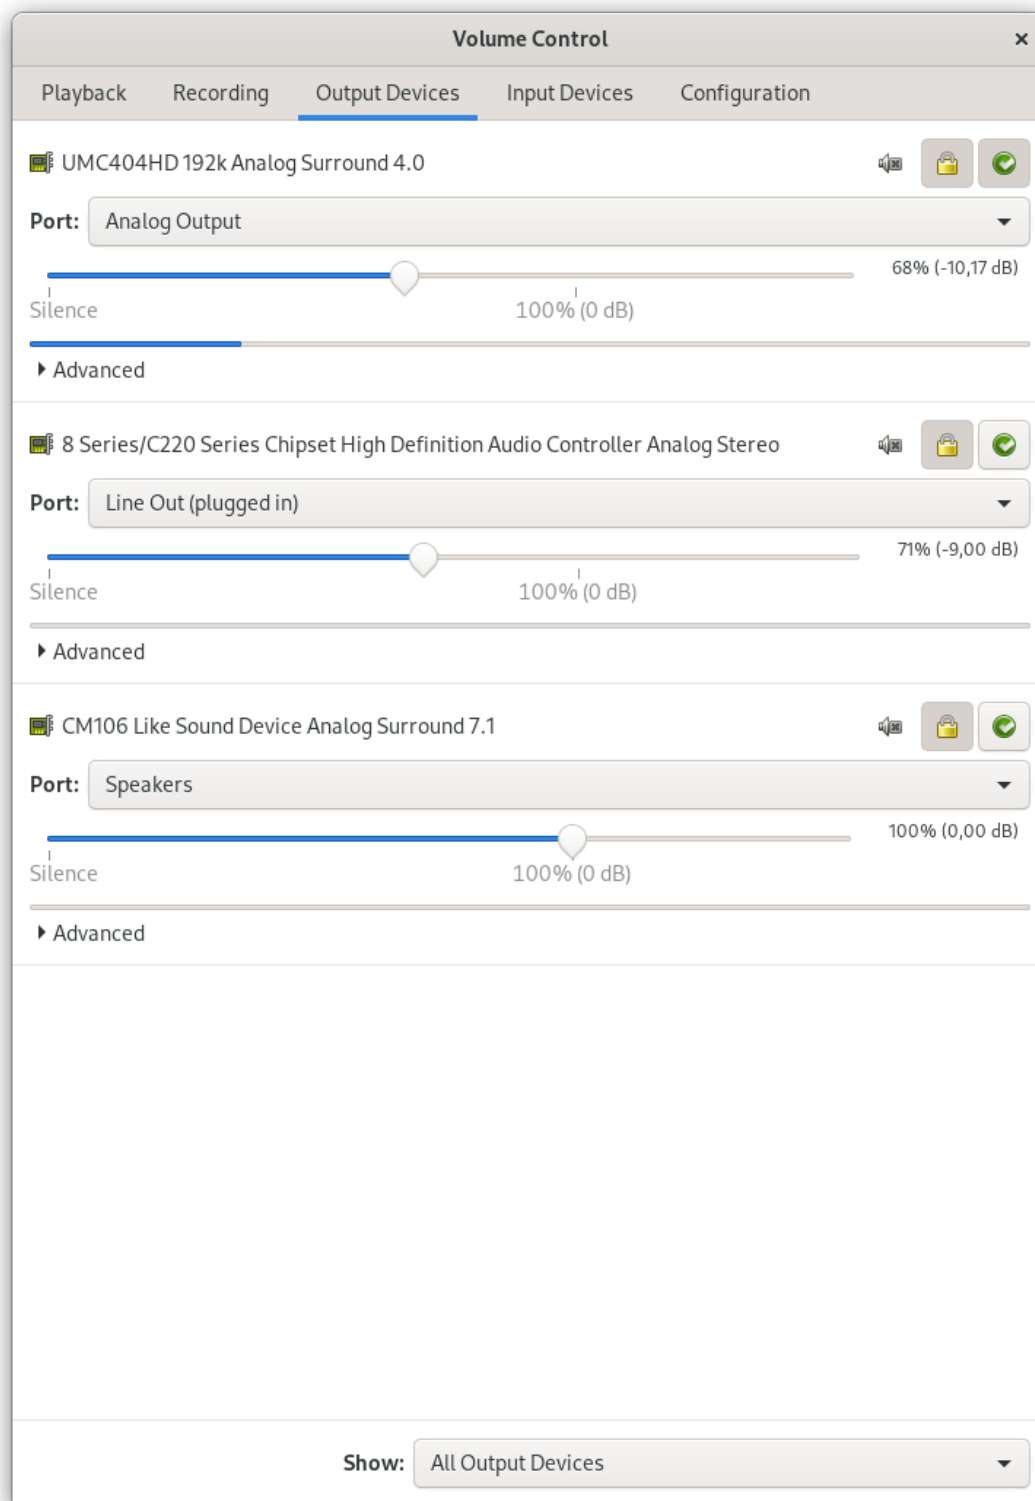 Volume Control
Playback Recording Output Devices Input Devices Configuration
UMC404HD 192k Analog Surround 4.0
Port: Analog Output
68% (-10,17 dB)
Silence 100% (0 dB)
Advanced
8 Series/C220 Series Chipset High Definition Audio Controller Analog Stereo
Port: Line Out (plugged in)
71% (-9,00 dB)
Silence 100% (0 dB)
Advanced
CM106 Like Sound Device Analog Surround 7.1
Port: Speakers
100% (0,00 dB)
Silence 100% (0 dB)
Advanced
Show: All Output Devices